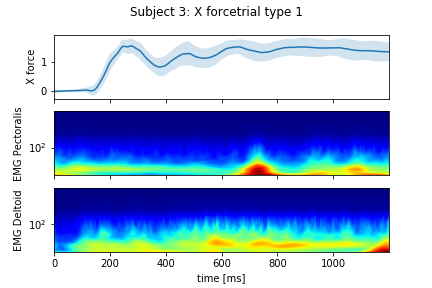 Subject 3: X forcetrial type 1
X force
1
0
EMG Pectoralis
10²
EMG Deltoid
10²
0 200 400 600 800 1000
time [ms]